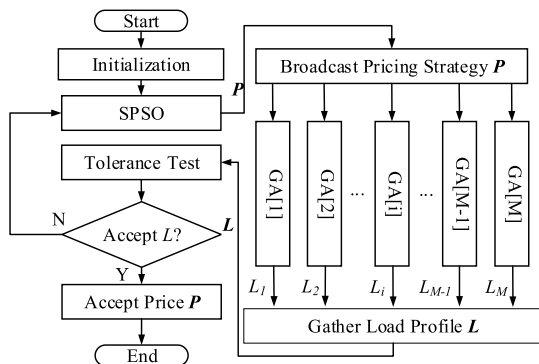 Start
Initialization
SPSO
P
Broadcast Pricing Strategy P
Tolerance Test
GA[1]
GA[2]
...
GA[i]
...
GA[M-1]
GA[M]
N
Accept L?
L
Y
L1
L2
Li
LM-1
LM
Accept Price P
Gather Load Profile L
End